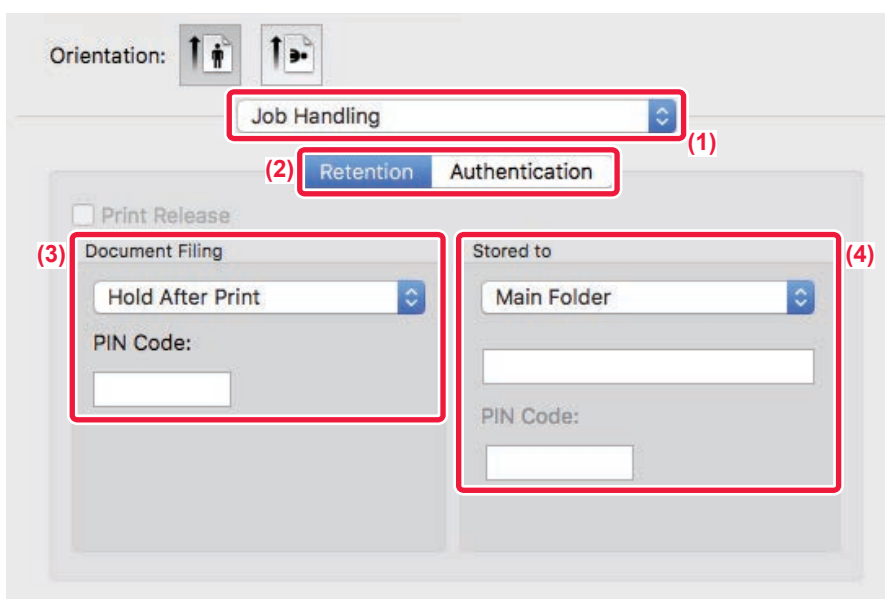 Orientation:
Job Handling
(1)
(2)
Retention Authentication
Print Release
(3)
Document Filing
Hold After Print
PIN Code:
Stored to
(4)
Main Folder
PIN Code: